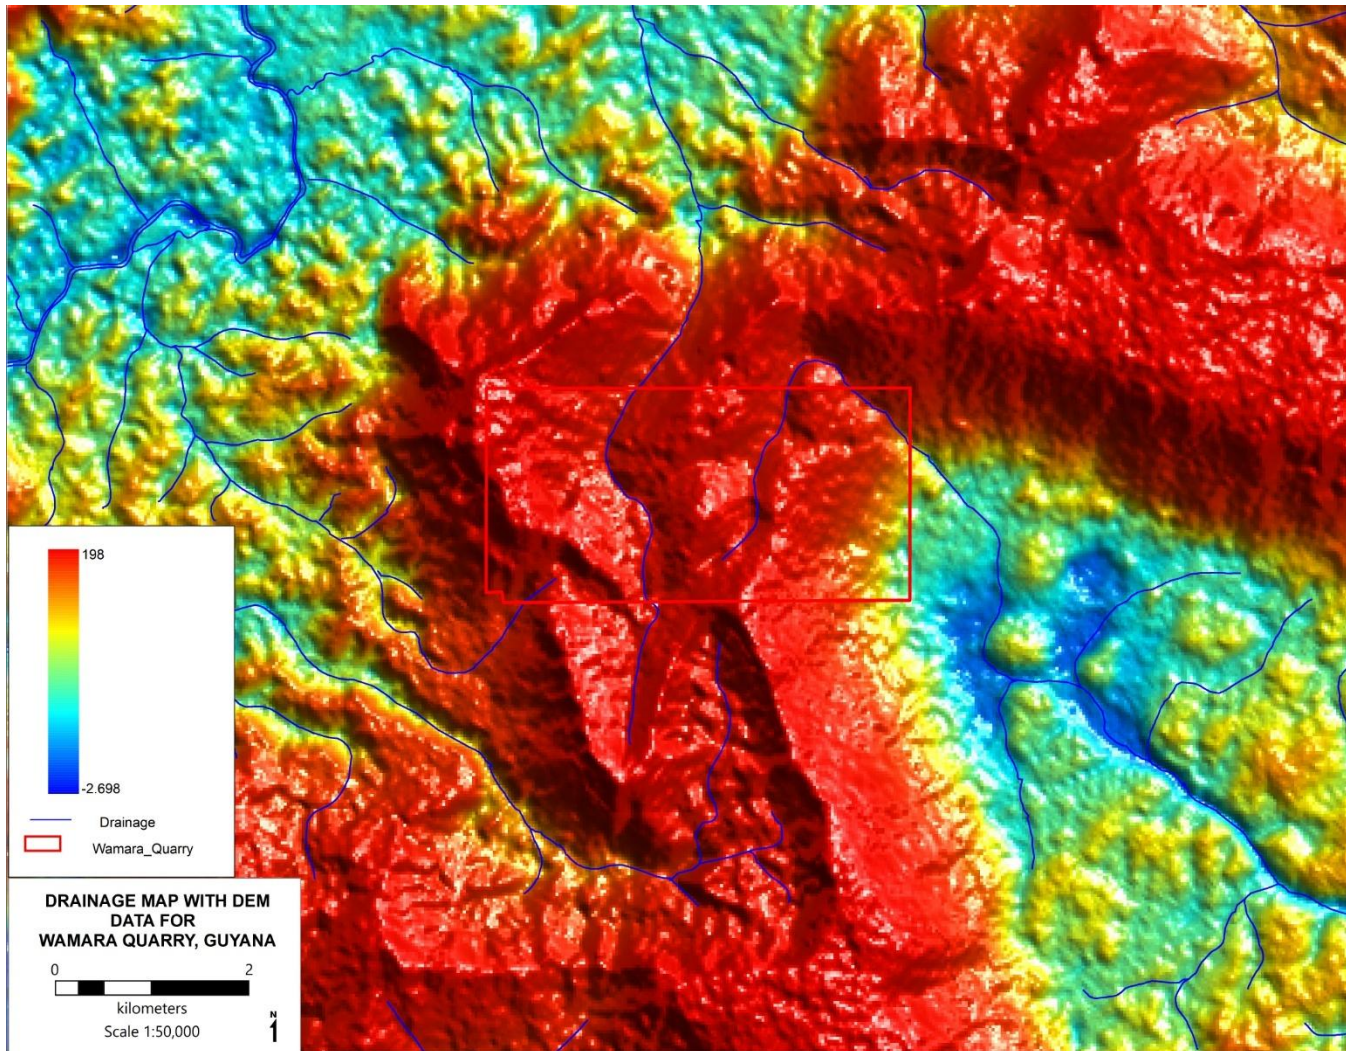 198
-2.698
Drainage
Wamara_Quarry
DRAINAGE MAP WITH DEM
DATA FOR
WAMARA QUARRY, GUYANA
0 2
kilometers
Scale 1:50,000
N